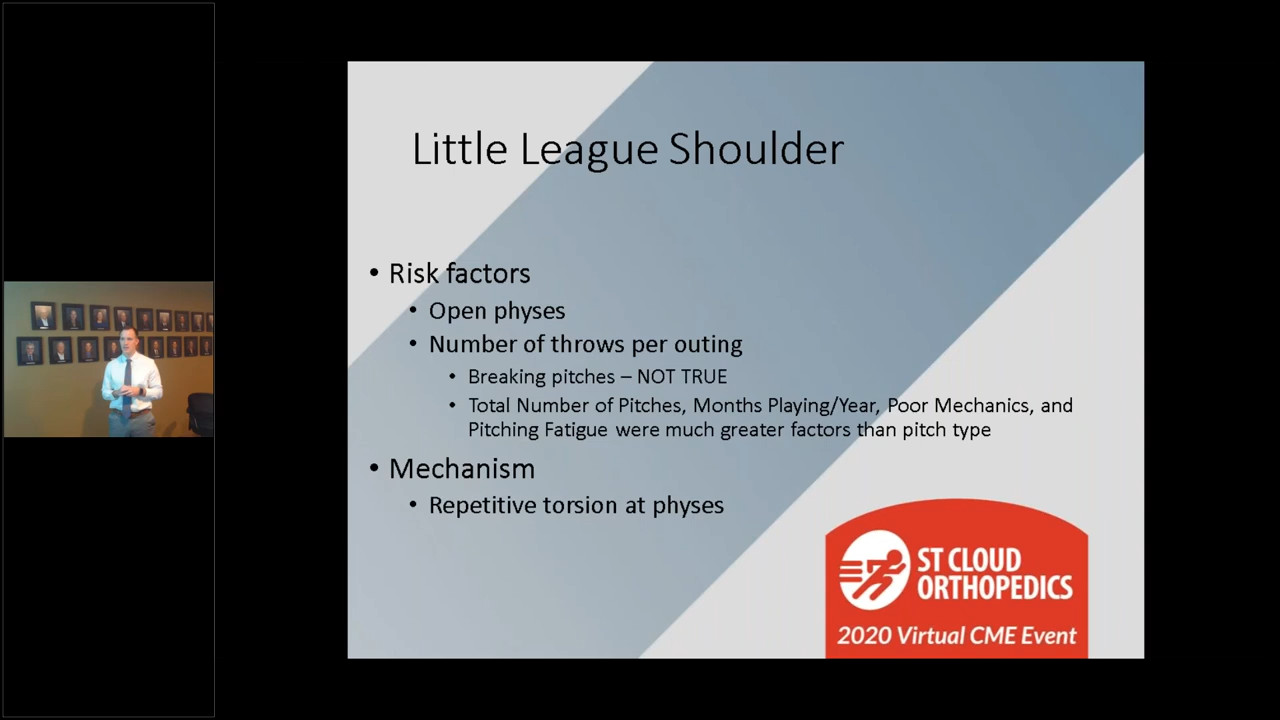 Little League Shoulder
• Risk factors
• Open physes
• Number of throws per outing
• Breaking pitches – NOT TRUE
• Total Number of Pitches, Months Playing/Year, Poor Mechanics, and
Pitching Fatigue were much greater factors than pitch type
• Mechanism
• Repetitive torsion at physes
ST CLOUD
ORTHOPEDICS
2020 Virtual CME Event